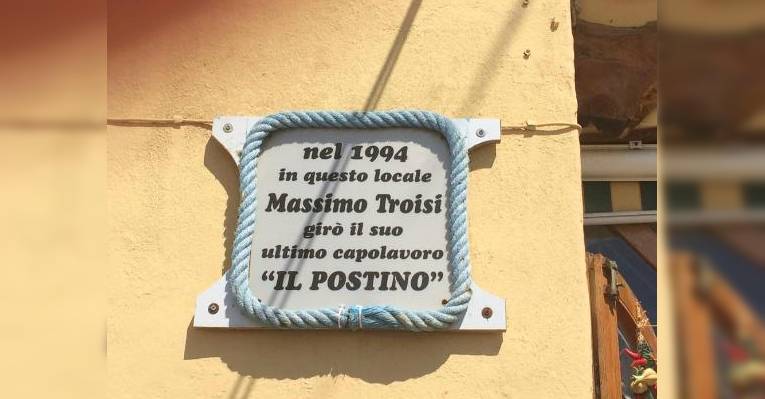 nel 1994
in questo locale
Massimo Troisi
girò il suo
ultimo capolavoro
“IL POSTINO”